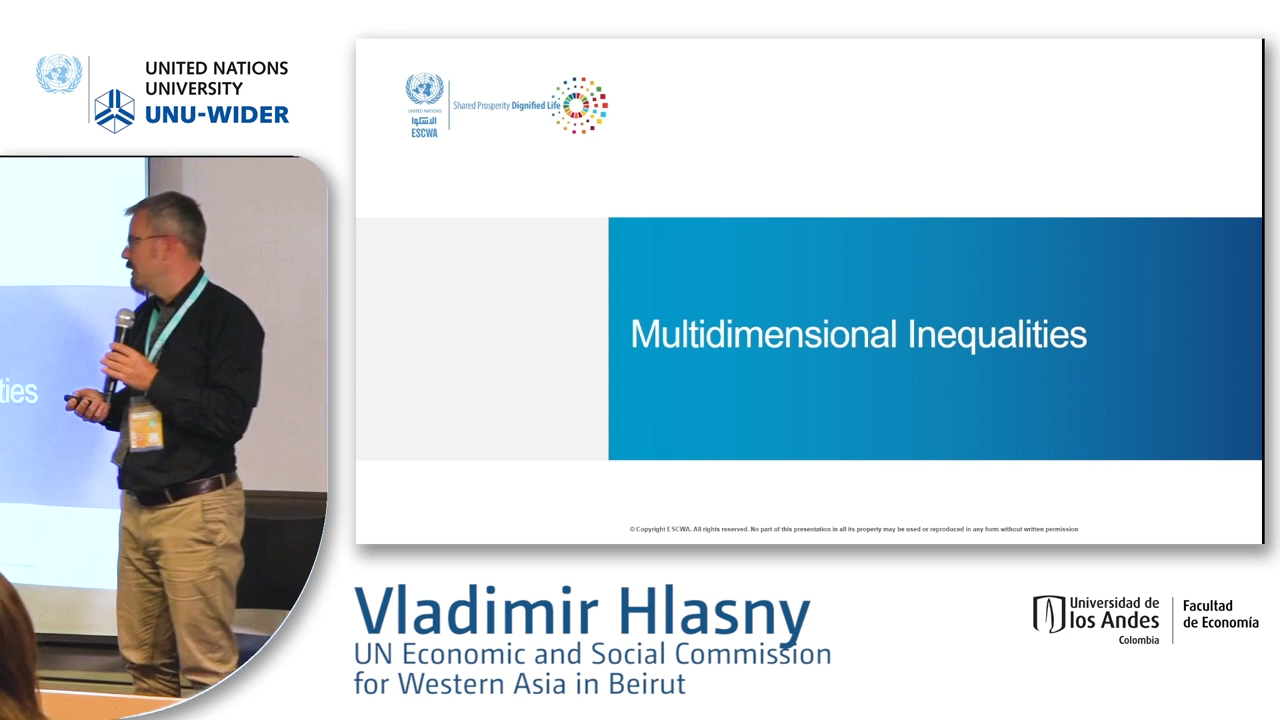 UNITED NATIONS
UNIVERSITY
UNU-WIDER
ties
UNITED NATIONS
الإسكوا
ESCWA
Shared Prosperity Dignified Life
Multidimensional Inequalities
© Copyright ESCWA. All rights reserved. No part of this presentation in all its property may be used or reproduced in any form without written permission
Vladimir Hlasny
UN Economic and Social Commission
for Western Asia in Beirut
Universidad de
los Andes
Colombia
Facultad
de Economía